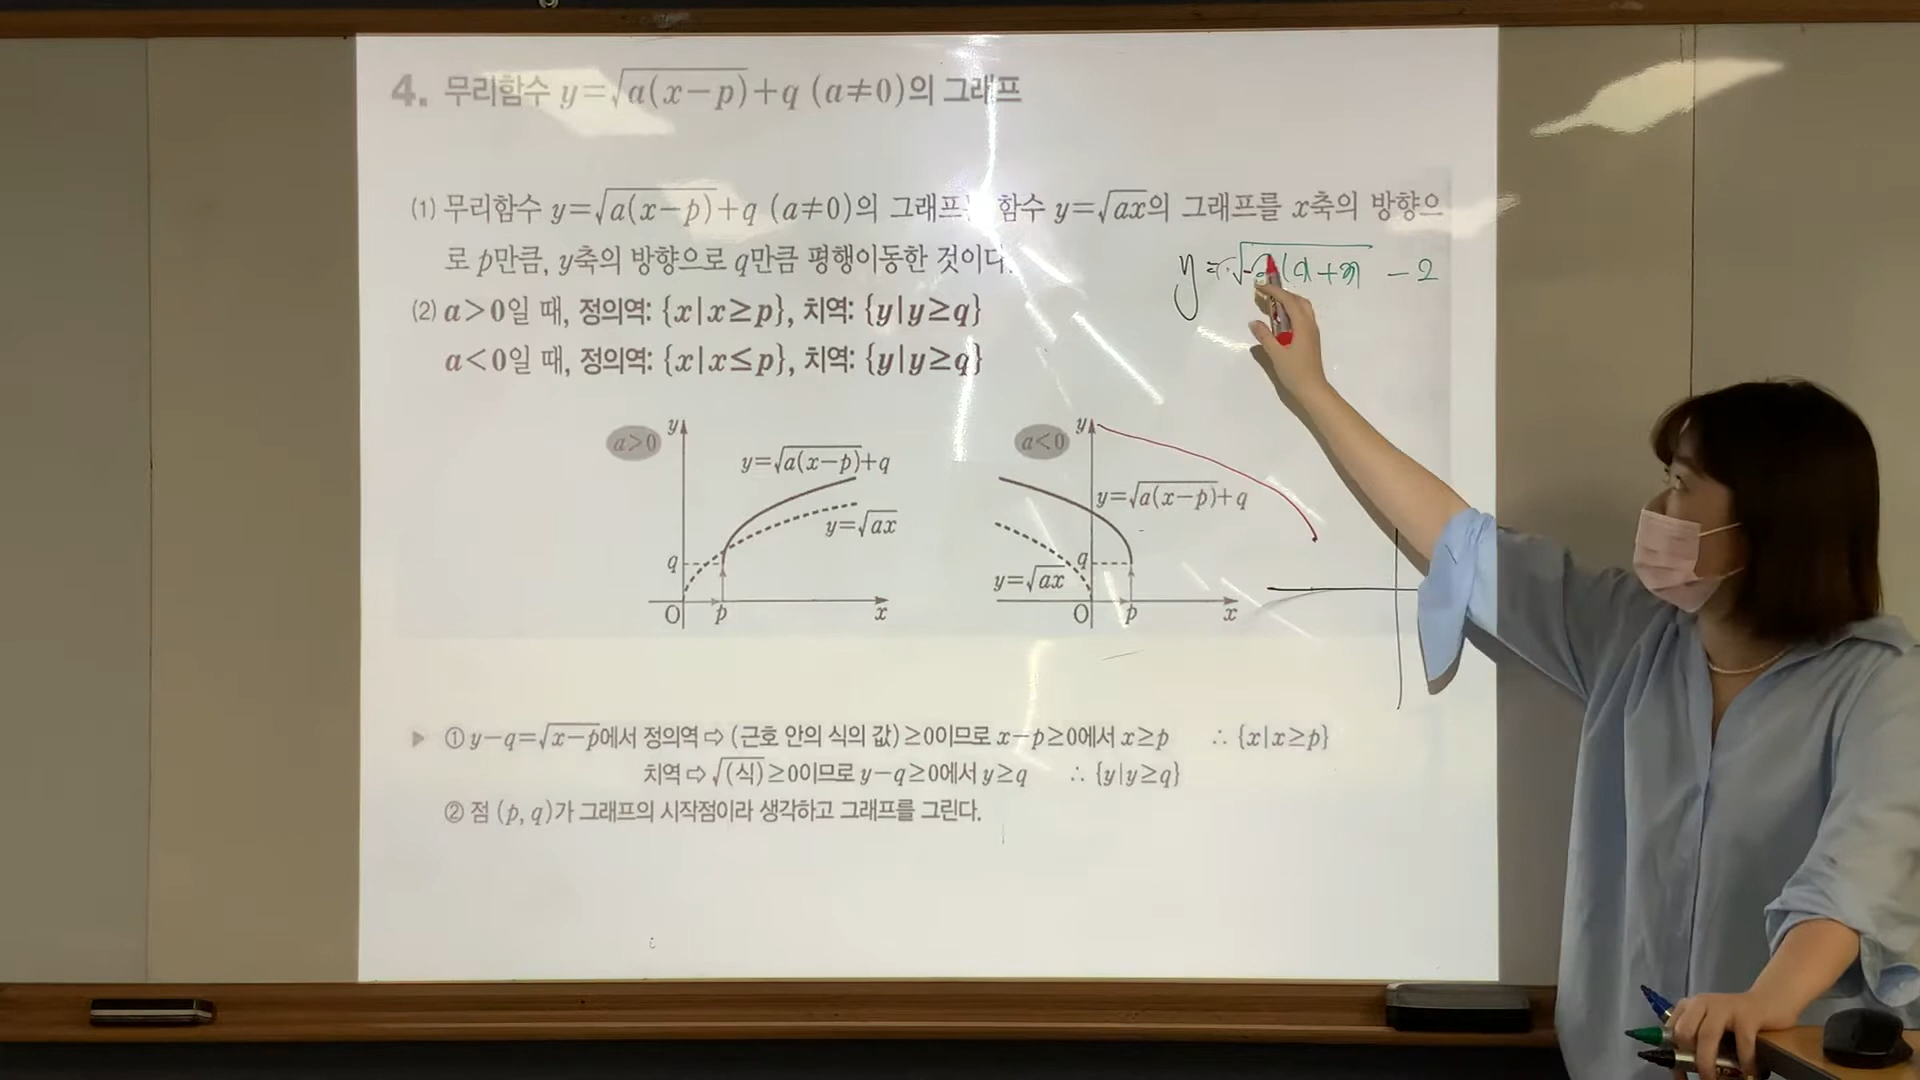 4. 무리함수 y=√a(x−p)+q (a≠0)의 그래프
(1) 무리함수 y=√a(x−p)+q (a≠0)의 그래프 함수 y=√ax의 그래프를 x축의 방향으
로 p만큼, y축의 방향으로 q만큼 평행이동한 것이다.
y= − 2
(2) a>0일 때, 정의역: {x|x≥p}, 치역: {y|y≥q}
a<0일 때, 정의역: {x|x≤p}, 치역: {y|y≥q}
a>0
y
y=√a(x−p)+q
y=√ax
q
O
p
x
a<0
y
y=√a(x−p)+q
q
y=√ax
O
p
x
▶ ① y−q=√x−p에서 정의역 ⇨ (근호 안의 식의 값)≥0이므로 x−p≥0에서 x≥p ∴ {x|x≥p}
치역 ⇨ √(식)≥0이므로 y−q≥0에서 y≥q ∴ {y|y≥q}
② 점 (p, q)가 그래프의 시작점이라 생각하고 그래프를 그린다.